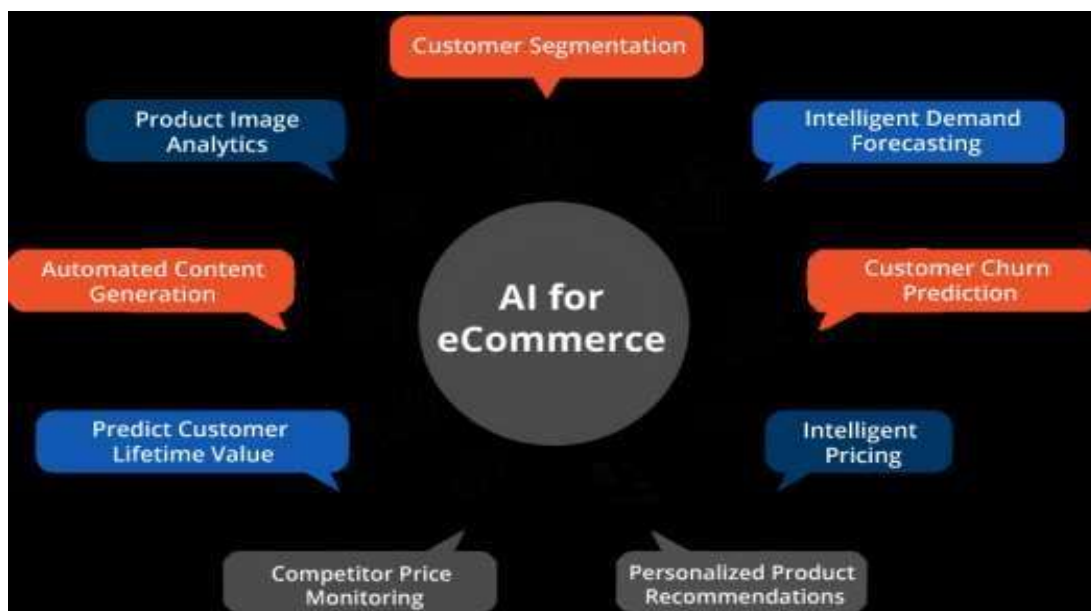 Customer Segmentation
Product Image
Analytics
Intelligent Demand
Forecasting
Automated Content
Generation
AI for
eCommerce
Customer Churn
Prediction
Predict Customer
Lifetime Value
Intelligent
Pricing
Competitor Price
Monitoring
Personalized Product
Recommendations